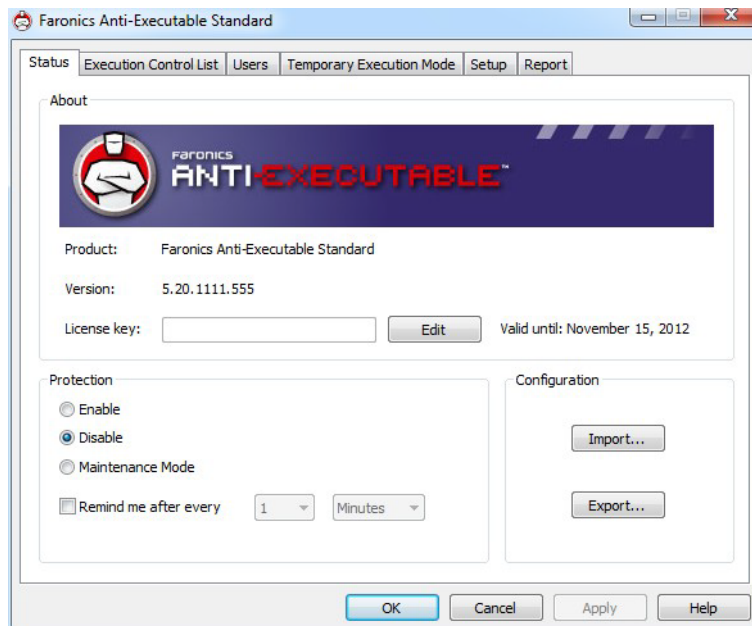 Faronics Anti-Executable Standard
Status Execution Control List Users Temporary Execution Mode Setup Report
About
FARONICS
ANTI-EXECUTABLE™
Product: Faronics Anti-Executable Standard
Version: 5.20.1111.555
License key: Edit Valid until: November 15, 2012
Protection
Enable
Disable
Maintenance Mode
Remind me after every 1 Minutes
Configuration
Import...
Export...
OK Cancel Apply Help